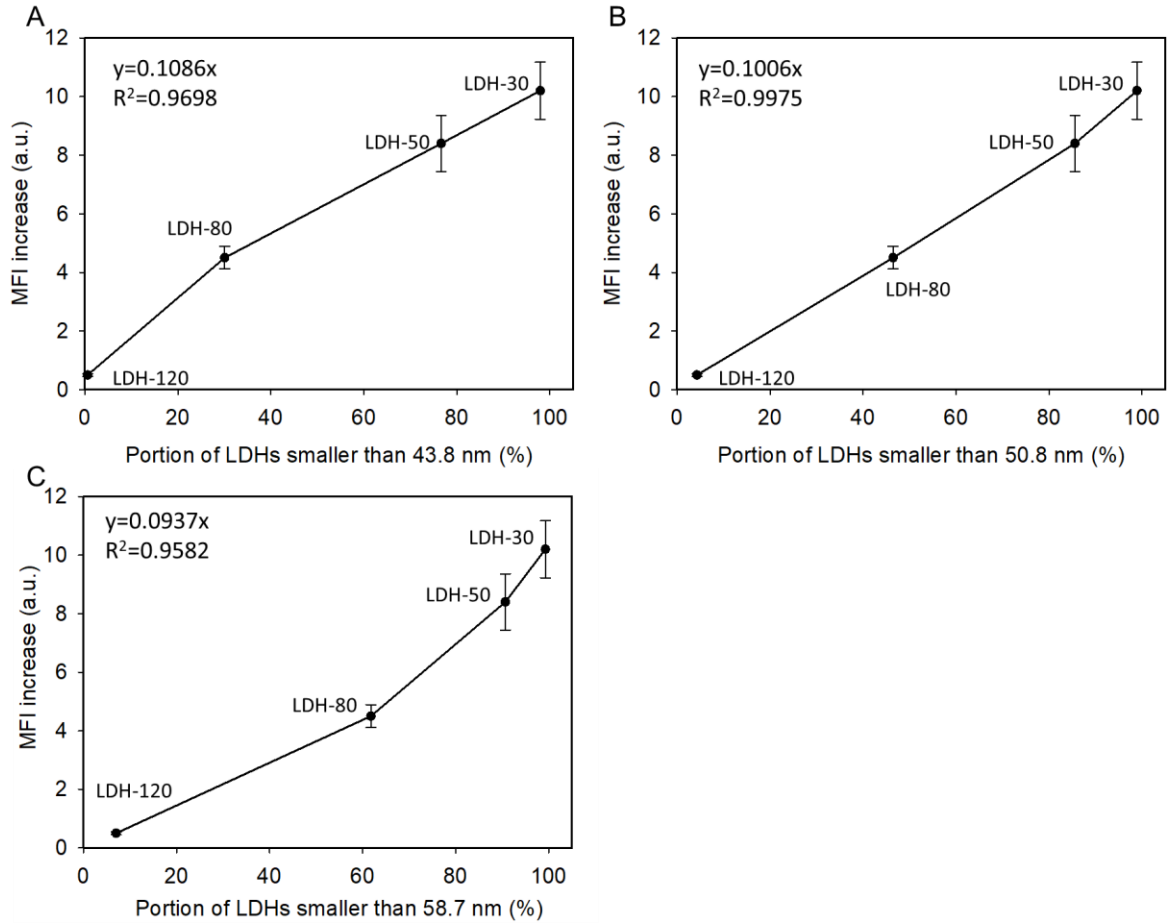 A
y=0.1086x
R²=0.9698
MFI increase (a.u.)
12
10
8
6
4
2
0
LDH-30
LDH-50
LDH-80
LDH-120
0 20 40 60 80 100
Portion of LDHs smaller than 43.8 nm (%)
B
y=0.1006x
R²=0.9975
MFI increase (a.u.)
12
10
8
6
4
2
0
LDH-30
LDH-50
LDH-80
LDH-120
0 20 40 60 80 100
Portion of LDHs smaller than 50.8 nm (%)
C
y=0.0937x
R²=0.9582
MFI increase (a.u.)
12
10
8
6
4
2
0
LDH-30
LDH-50
LDH-80
LDH-120
0 20 40 60 80 100
Portion of LDHs smaller than 58.7 nm (%)